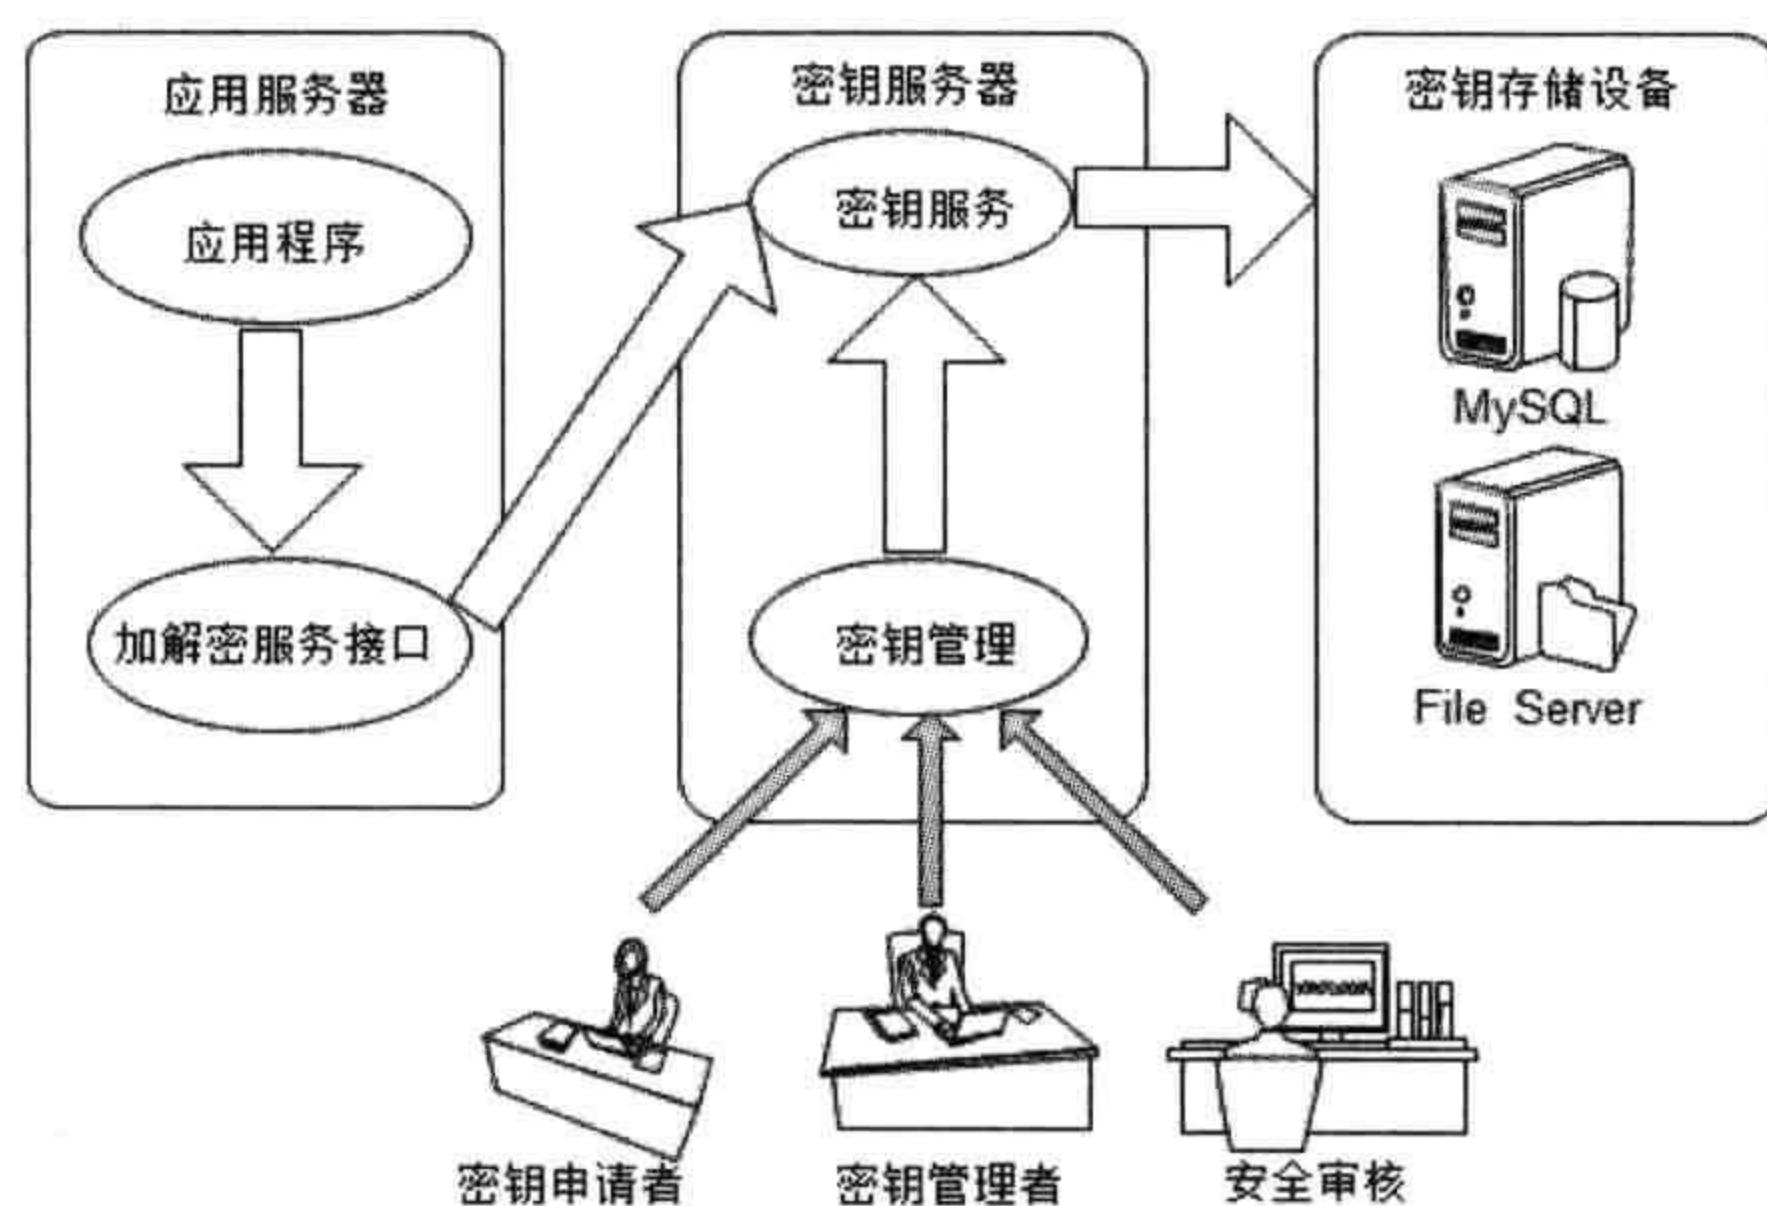 应用服务器
密钥服务器
密钥存储设备
应用程序
密钥服务
MySQL
加解密服务接口
密钥管理
File Server
密钥申请者
密钥管理者
安全审核